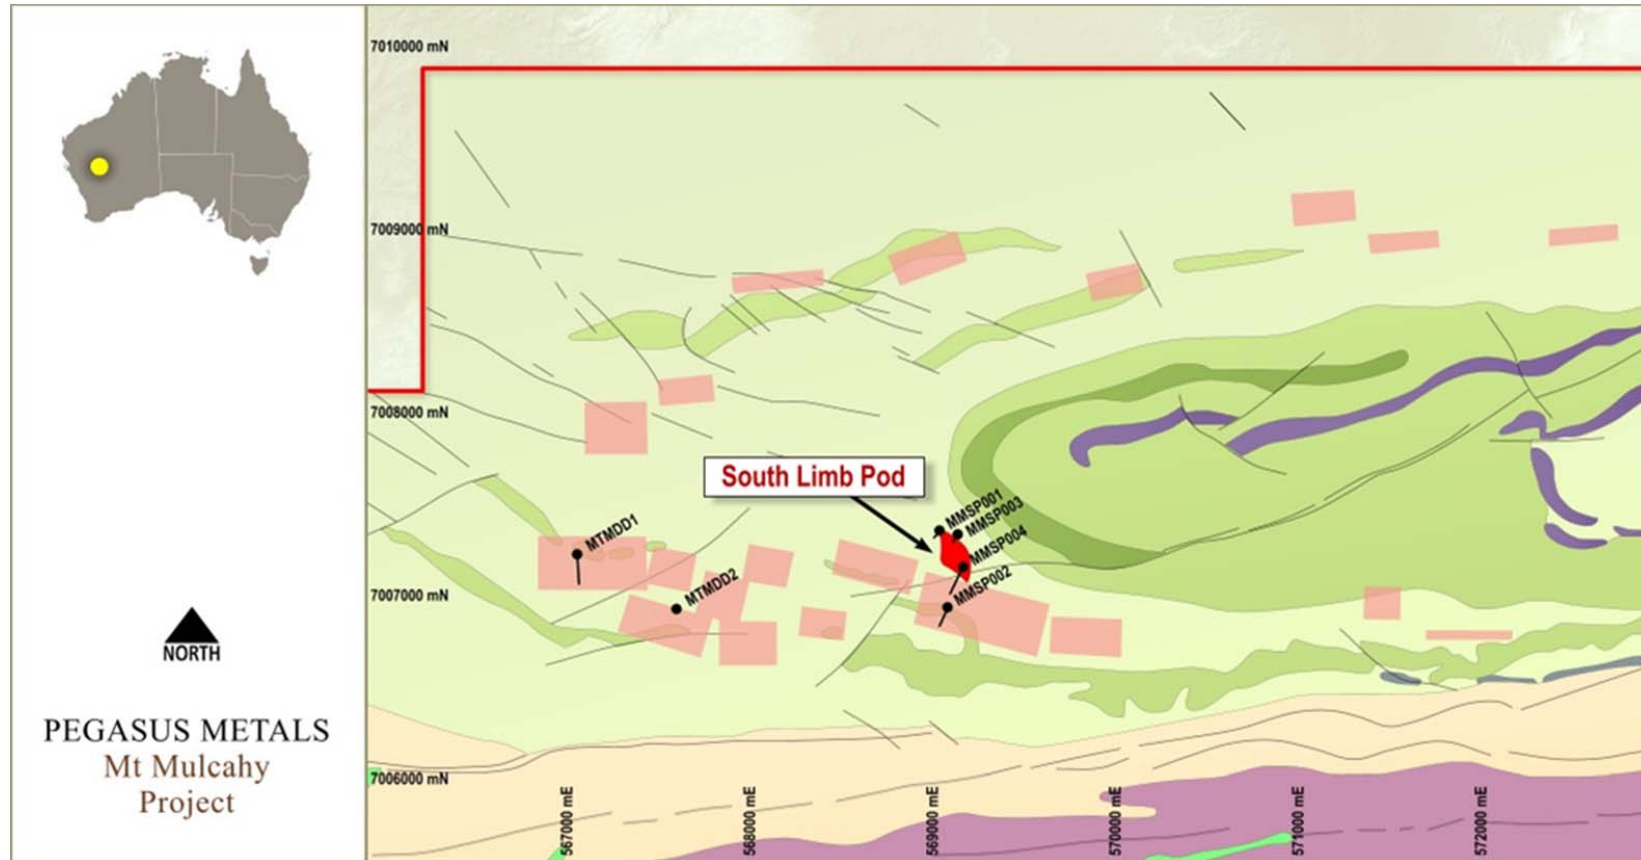 NORTH
PEGASUS METALS
Mt Mulcahy
Project
7010000 mN
7009000 mN
7008000 mN
7007000 mN
7006000 mN
South Limb Pod
MTMDD1
MTMDD2
MMSP001
MMSP003
MMSP004
MMSP002
567000 mE
568000 mE
569000 mE
570000 mE
571000 mE
572000 mE